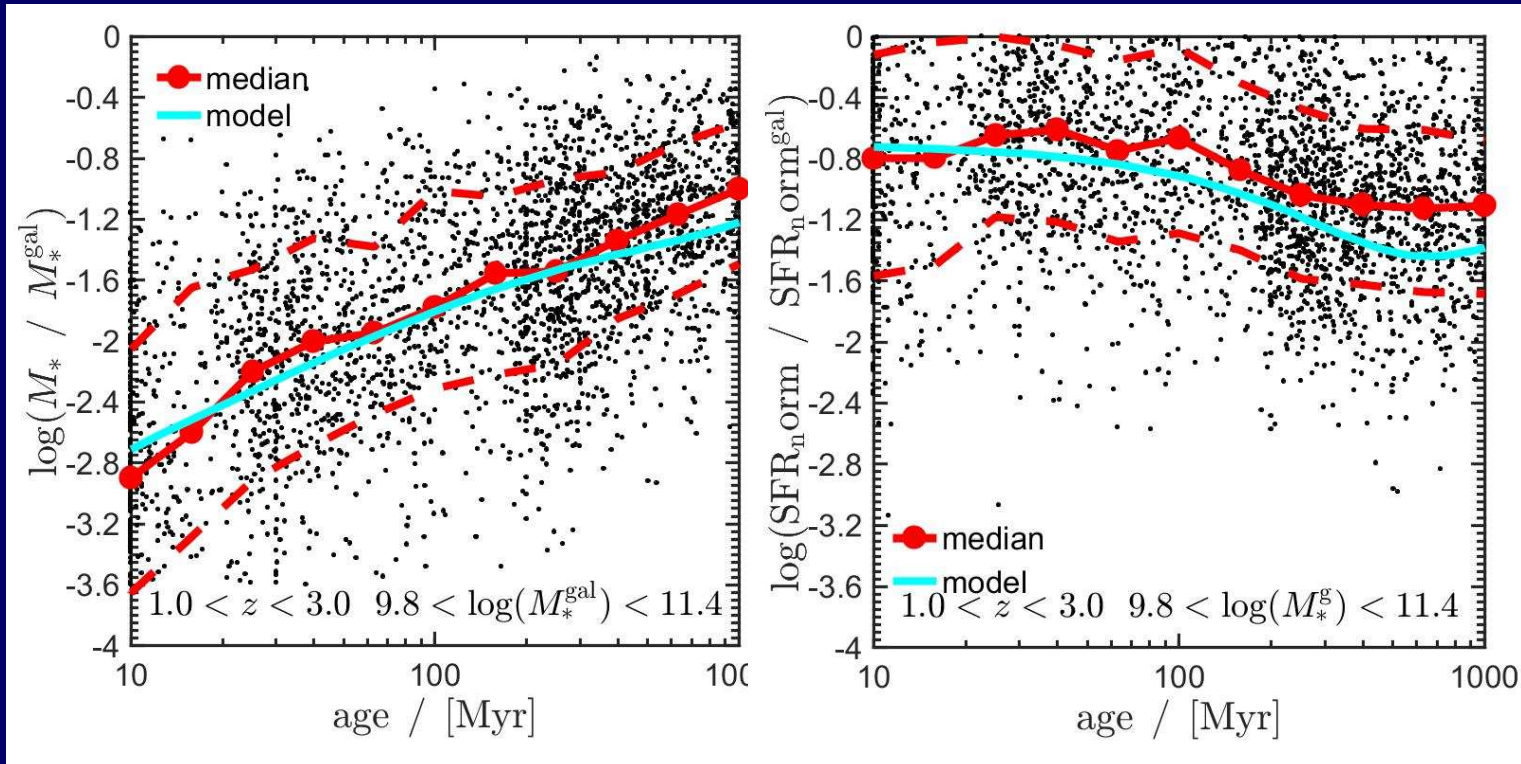 log(M* / M*^gal)
0
-0.4
-0.8
-1.2
-1.6
-2
-2.4
-2.8
-3.2
-3.6
-4
median
model
1.0 < z < 3.0 9.8 < log(M*^gal) < 11.4
10 100 100
age / [Myr]
log(SFRnorm / SFRnorm^gal)
0
-0.4
-0.8
-1.2
-1.6
-2
-2.4
-2.8
-3.2
-3.6
-4
median
model
1.0 < z < 3.0 9.8 < log(M*^g) < 11.4
10 100 1000
age / [Myr]